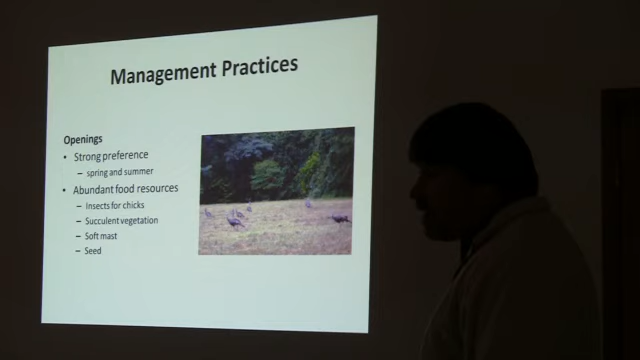 Management Practices
Openings
• Strong preference
– spring and summer
• Abundant food resources
– Insects for chicks
– Succulent vegetation
– Soft mast
– Seed